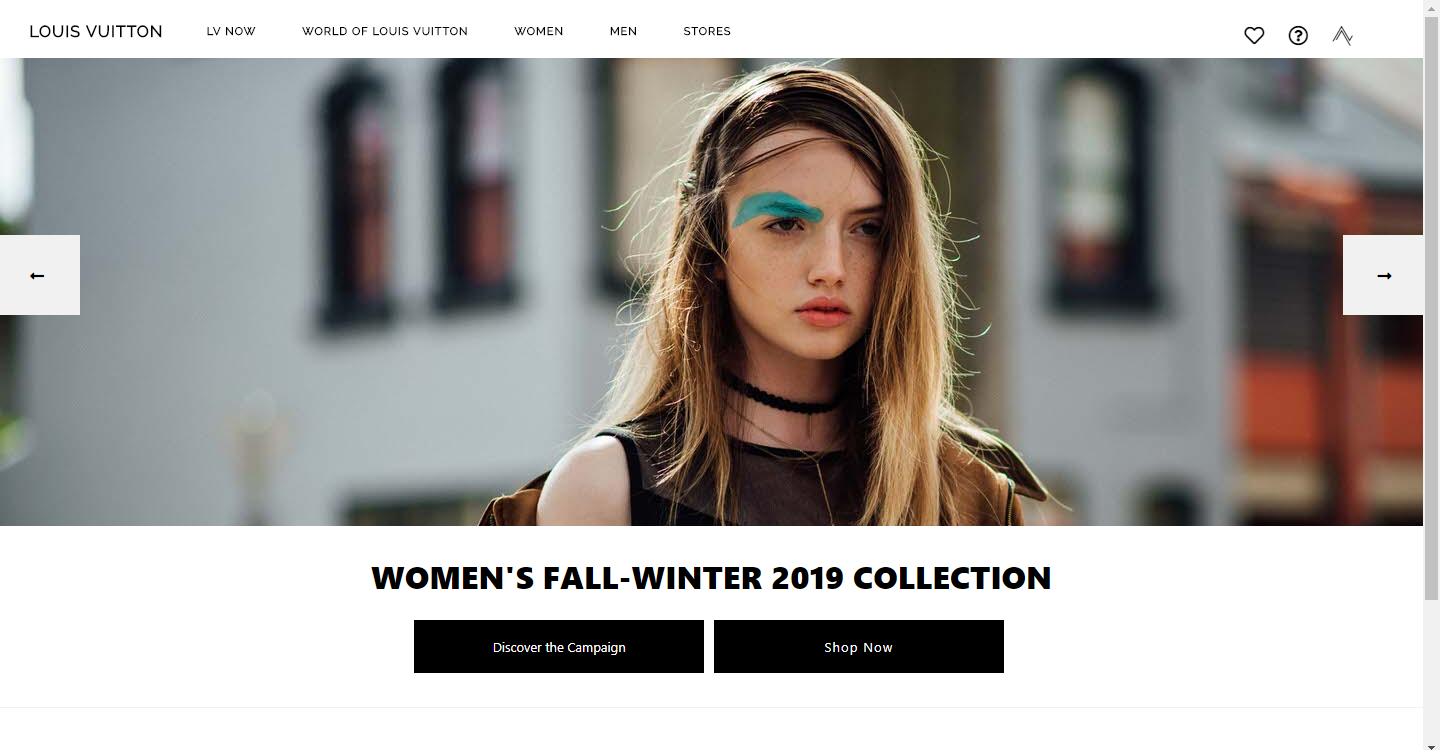 LOUIS VUITTON
LV NOW
WORLD OF LOUIS VUITTON
WOMEN
MEN
STORES
WOMEN'S FALL-WINTER 2019 COLLECTION
Discover the Campaign
Shop Now